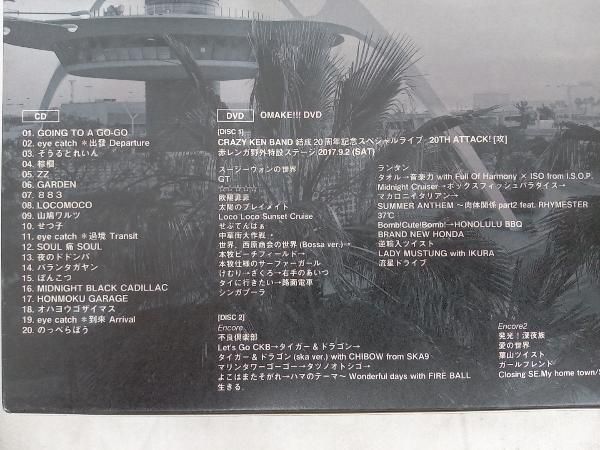 CD
01. GOING TO A GO-GO
02. eye catch ＊出發 Departure
03. そうるとれいん
04. 棕櫚
05. ZZ
06. GARDEN
07. 883
08. LOCOMOCO
09. 山鳩ワルツ
10. せつ子
11. eye catch ＊過境 Transit
12. SOUL 痛 SOUL
13. 夜のドドンパ
14. バランタガヤン
15. ぽんこつ
16. MIDNIGHT BLACK CADILLAC
17. HONMOKU GARAGE
18. オハヨウゴザイマス
19. eye catch ＊到来 Arrival
20. のっぺらぼう
DVD OMAKE!!! DVD
[DISC 1]
CRAZY KEN BAND 結成20周年記念スペシャルライブ 20TH ATTACK! [攻]
赤レンガ野外特設ステージ 2017.9.2 (SAT)
スージーウォンの世界
GT
☆☆☆☆☆
欧陽菲菲
太陽のプレイメイト
Loco Loco Sunset Cruise
せぷてんばぁ
中華街大作戦→
世界、西原商会の世界 (Bossa ver.)→
本牧ビーチフィールド→
本牧仕様のサーファーガール
けむり→ざくろ→右手のあいつ
タイに行きたい→路面電車
シンガプーラ
ランタン
タオル→音楽力 with Full Of Harmony × ISO from I.S.O.P.
Midnight Cruiser→ボックスフィッシュパラダイス→
マカロニイタリアン→
SUMMER ANTHEM ～肉体関係 part2 feat. RHYMESTER
37℃
Bomb!Cute!Bomb!→HONOLULU BBQ
BRAND NEW HONDA
逆輸入ツイスト
LADY MUSTUNG with IKURA
流星ドライブ
[DISC 2]
Encore
不良倶楽部
Let's Go CKB→タイガー＆ドラゴン→
タイガー＆ドラゴン (ska ver.) with CHIBOW from SKA9
マリンタワーゴーゴー→タツノオトシゴ→
よこはまたそがれ→ハマのテーマ～ Wonderful days with FIRE BALL
生きる。
Encore2
発光！深夜族
愛の世界
葉山ツイスト
ガールフレンド
Closing SE.My home town/S